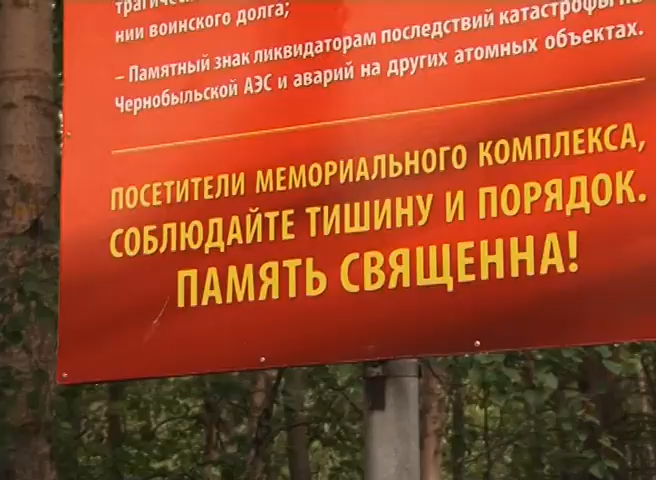 нии воинского долга;
– Памятный знак ликвидаторам последствий катастрофы на
Чернобыльской АЭС и аварий на других атомных объектах.
ПОСЕТИТЕЛИ МЕМОРИАЛЬНОГО КОМПЛЕКСА,
СОБЛЮДАЙТЕ ТИШИНУ И ПОРЯДОК.
ПАМЯТЬ СВЯЩЕННА!